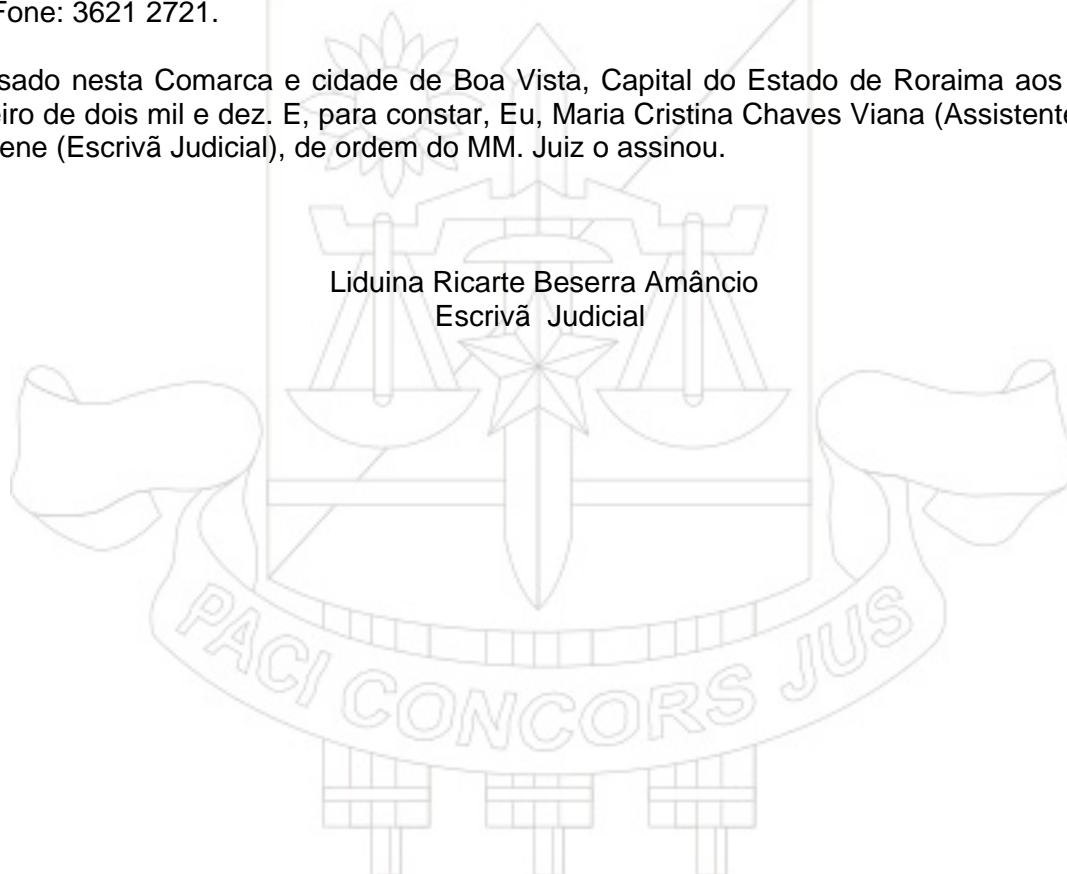 Fone: 3621 2721.
sado nesta Comarca e cidade de Boa Vista, Capital do Estado de Roraima aos
eiro de dois mil e dez. E, para constar, Eu, Maria Cristina Chaves Viana (Assistente
ene (Escrivã Judicial), de ordem do MM. Juiz o assinou.
Liduina Ricarte Beserra Amâncio
Escrivã Judicial
PACI CONCORS JUS